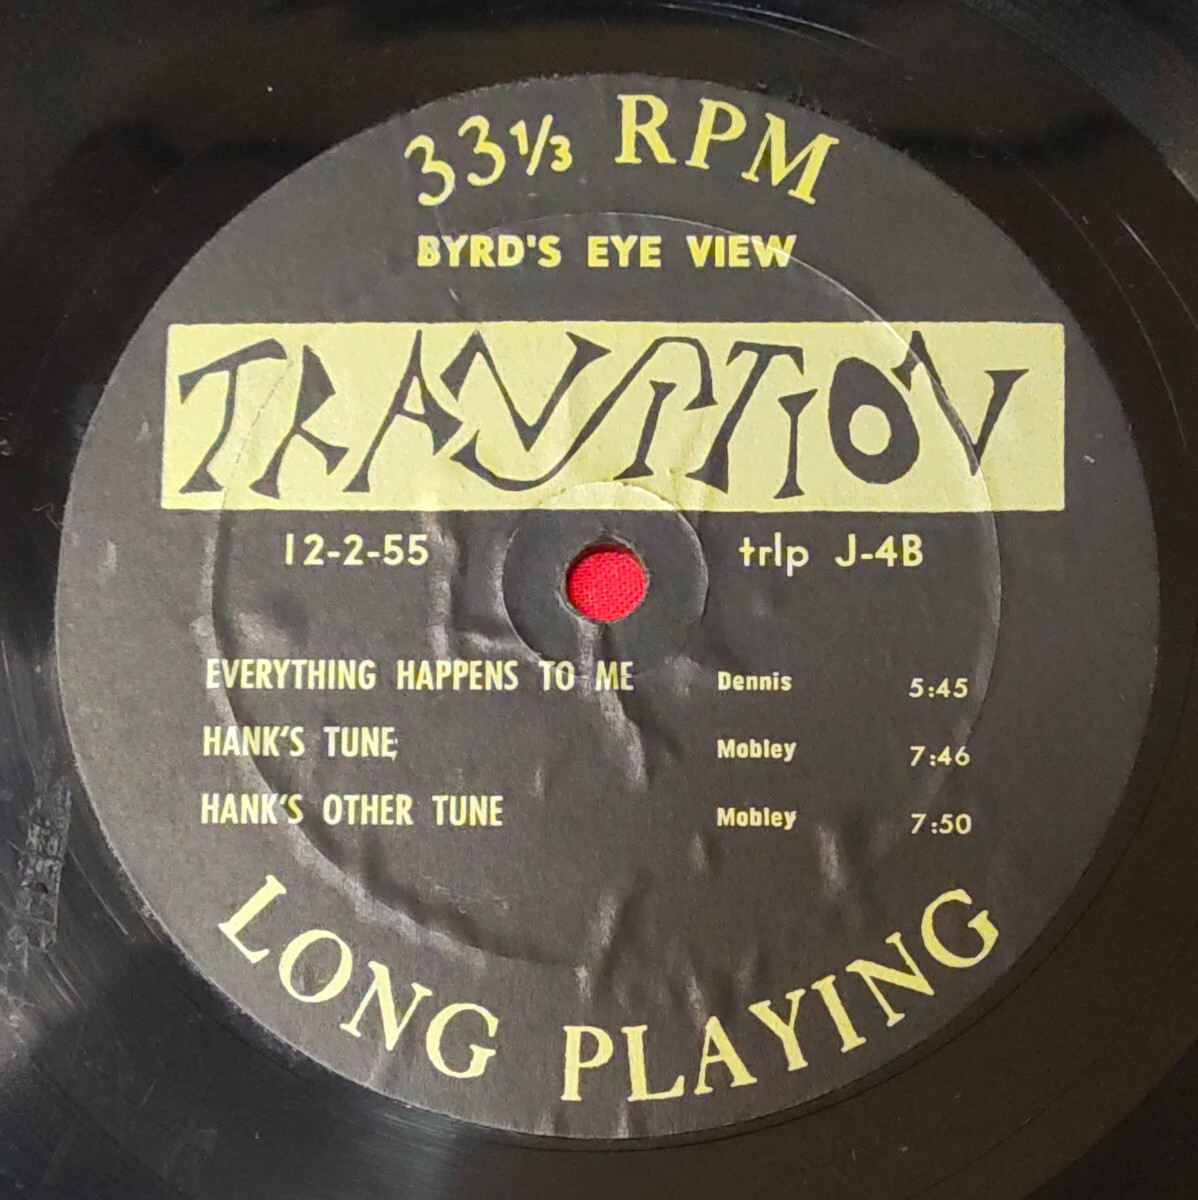 33⅓ RPM
BYRD'S EYE VIEW
TRANSITION
12-2-55 trlp J-4B
EVERYTHING HAPPENS TO ME Dennis 5:45
HANK'S TUNE Mobley 7:46
HANK'S OTHER TUNE Mobley 7:50
LONG PLAYING